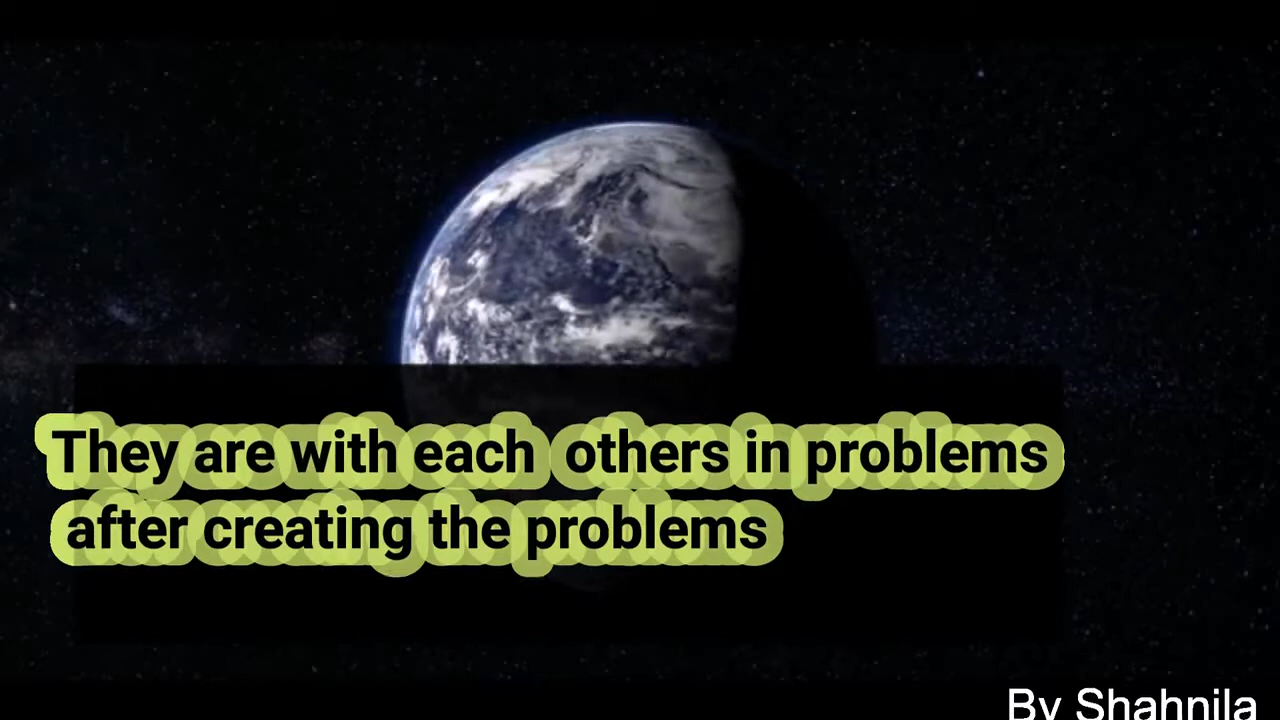 They are with each others in problems
after creating the problems
By Shahnila